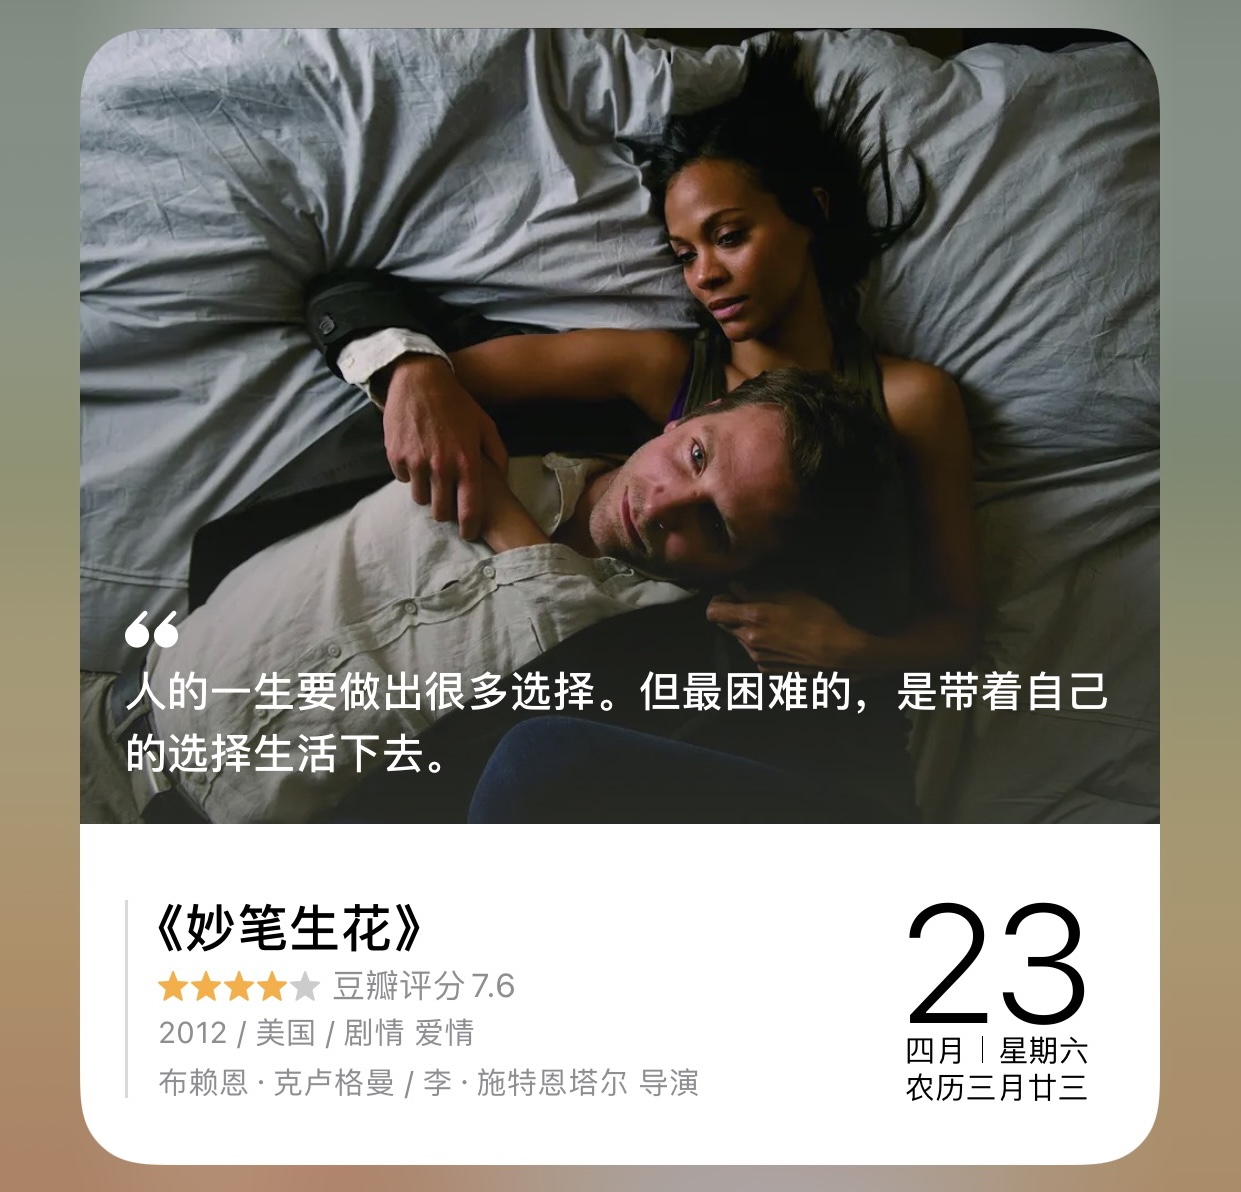 “
人的一生要做出很多选择。但最困难的，是带着自己
的选择生活下去。
《妙笔生花》
豆瓣评分 7.6
2012 / 美国 / 剧情 爱情
布赖恩·克卢格曼 / 李·施特恩塔尔 导演
23
四月｜星期六
农历三月廿三